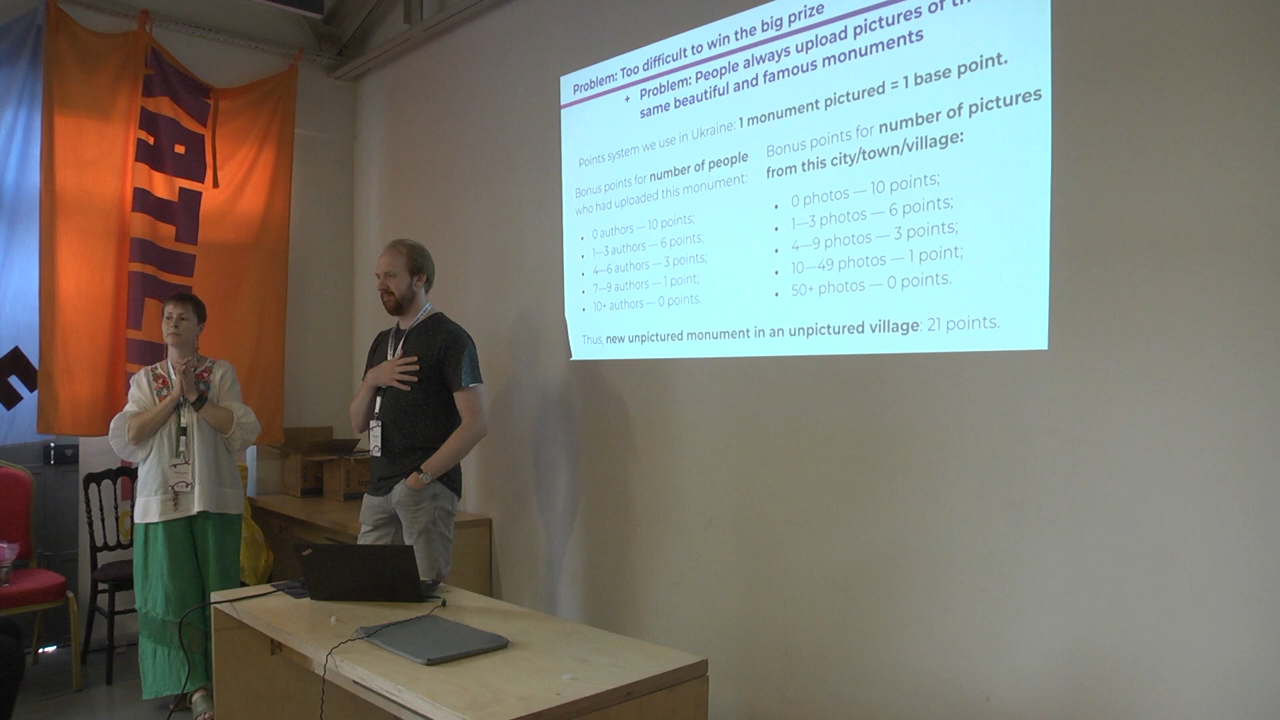 Problem: Too difficult to win the big prize
+ Problem: People always upload pictures of
same beautiful and famous monuments
Points system we use in Ukraine: 1 monument pictured = 1 base point.
Bonus points for number of people
who had uploaded this monument:
• 0 authors — 10 points;
• 1—3 authors — 6 points;
• 4—6 authors — 3 points;
• 7—9 authors — 1 point;
• 10+ authors — 0 points.
Bonus points for number of pictures
from this city/town/village:
• 0 photos — 10 points;
• 1—3 photos — 6 points;
• 4—9 photos — 3 points;
• 10—49 photos — 1 point;
• 50+ photos — 0 points.
Thus, new unpictured monument in an unpictured village: 21 points.